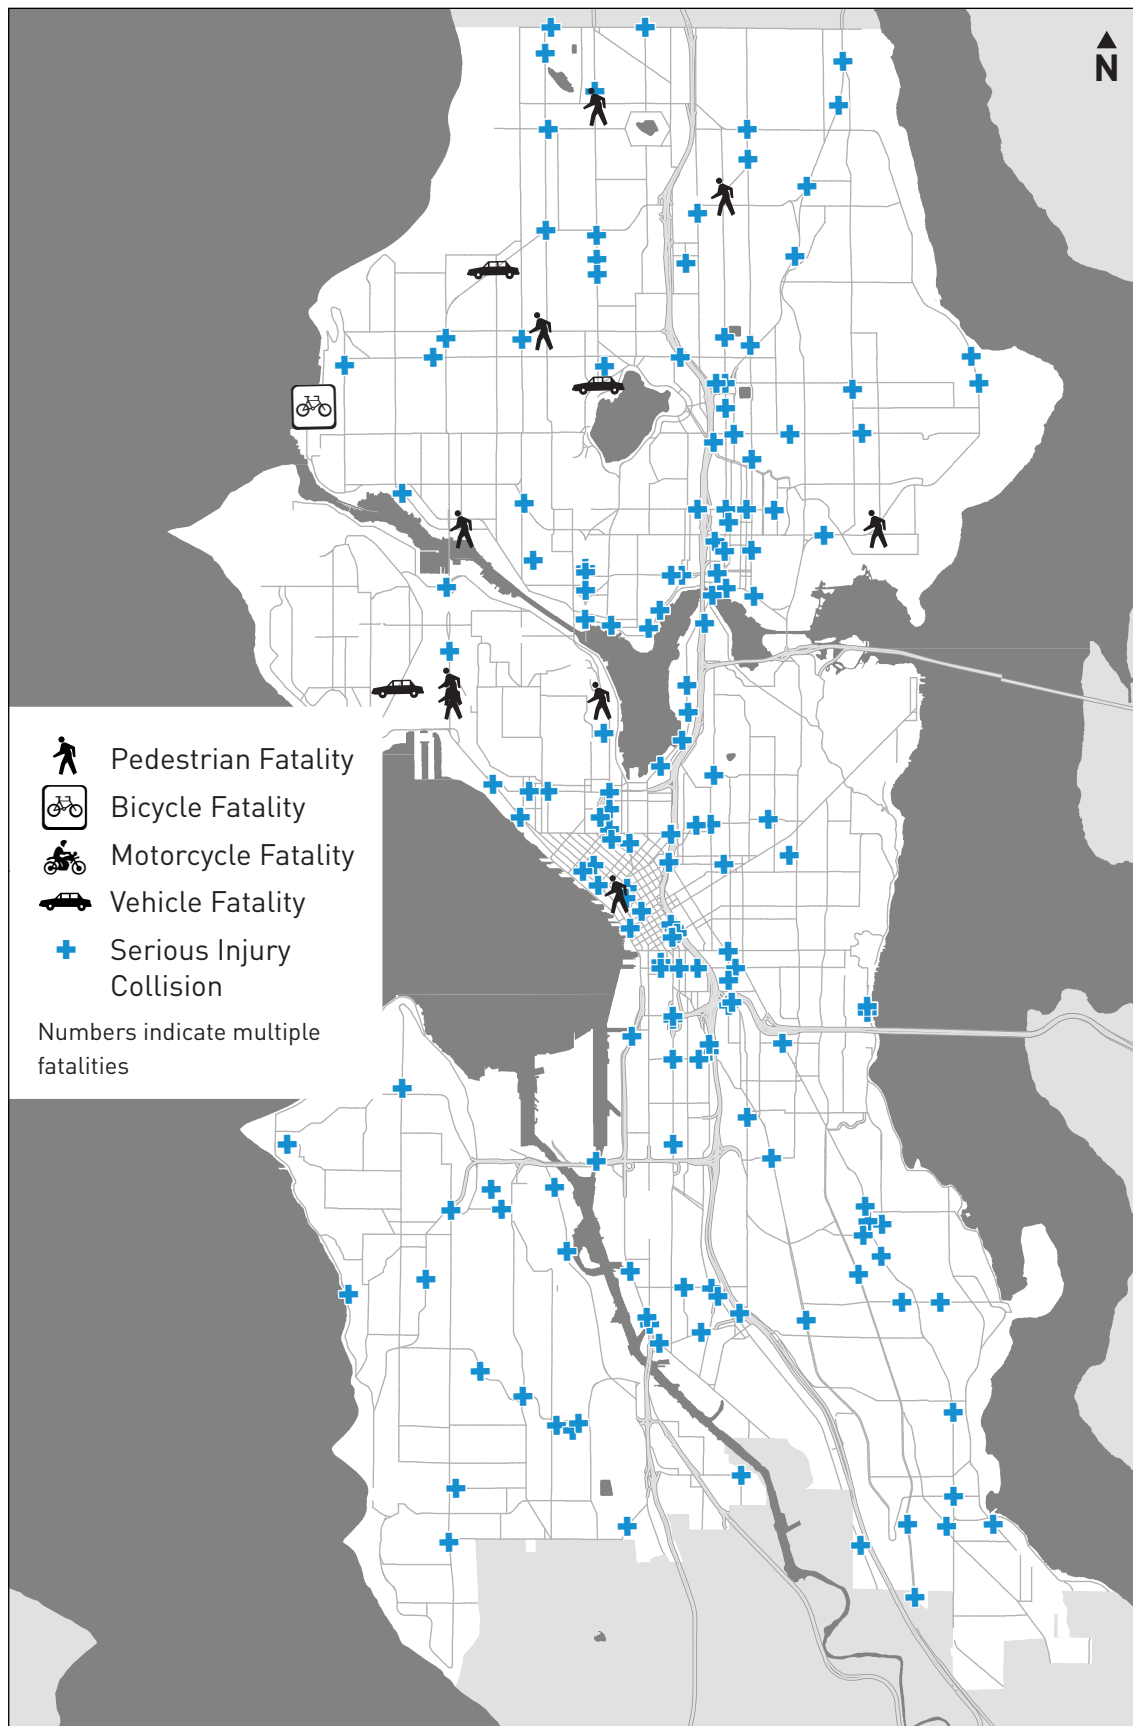 N
Pedestrian Fatality
Bicycle Fatality
Motorcycle Fatality
Vehicle Fatality
Serious Injury
Collision
Numbers indicate multiple
fatalities